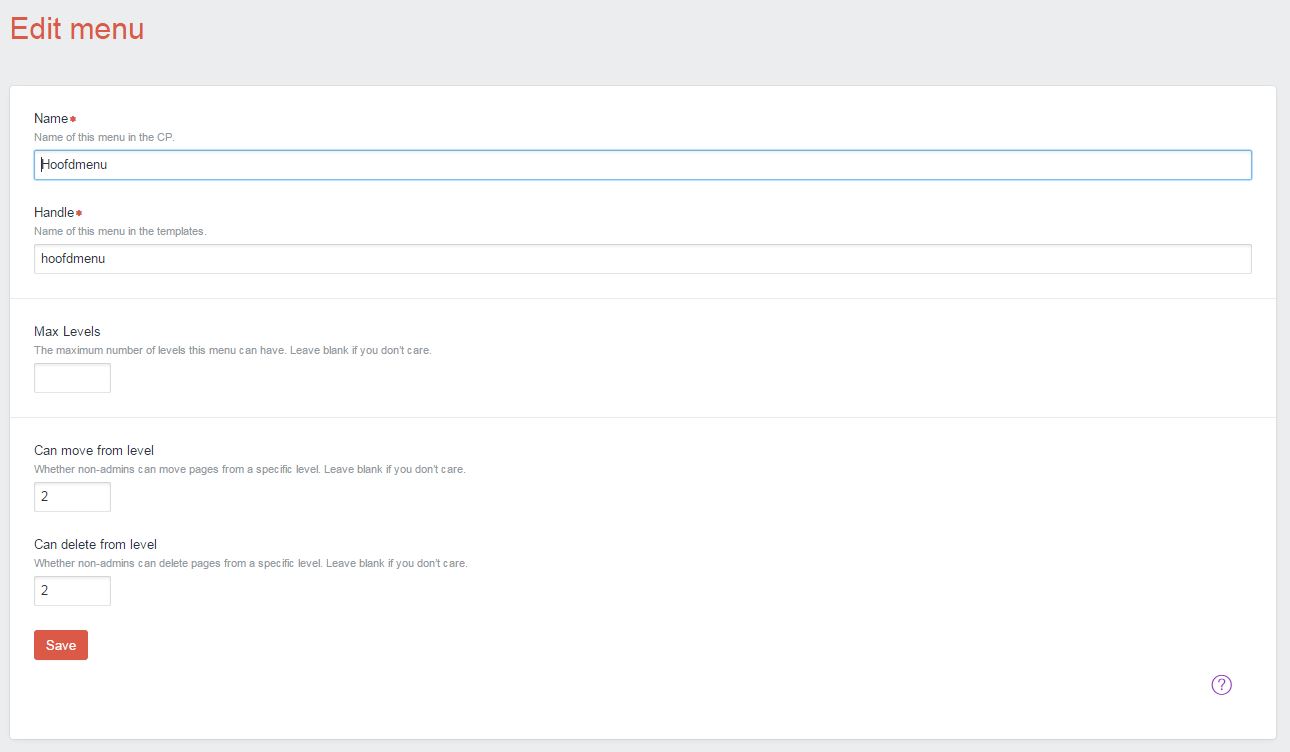 Edit menu
Name*
Name of this menu in the CP.
Hoofdmenu
Handle*
Name of this menu in the templates.
hoofdmenu
Max Levels
The maximum number of levels this menu can have. Leave blank if you don't care.
Can move from level
Whether non-admins can move pages from a specific level. Leave blank if you don't care.
2
Can delete from level
Whether non-admins can delete pages from a specific level. Leave blank if you don't care.
2
Save
?